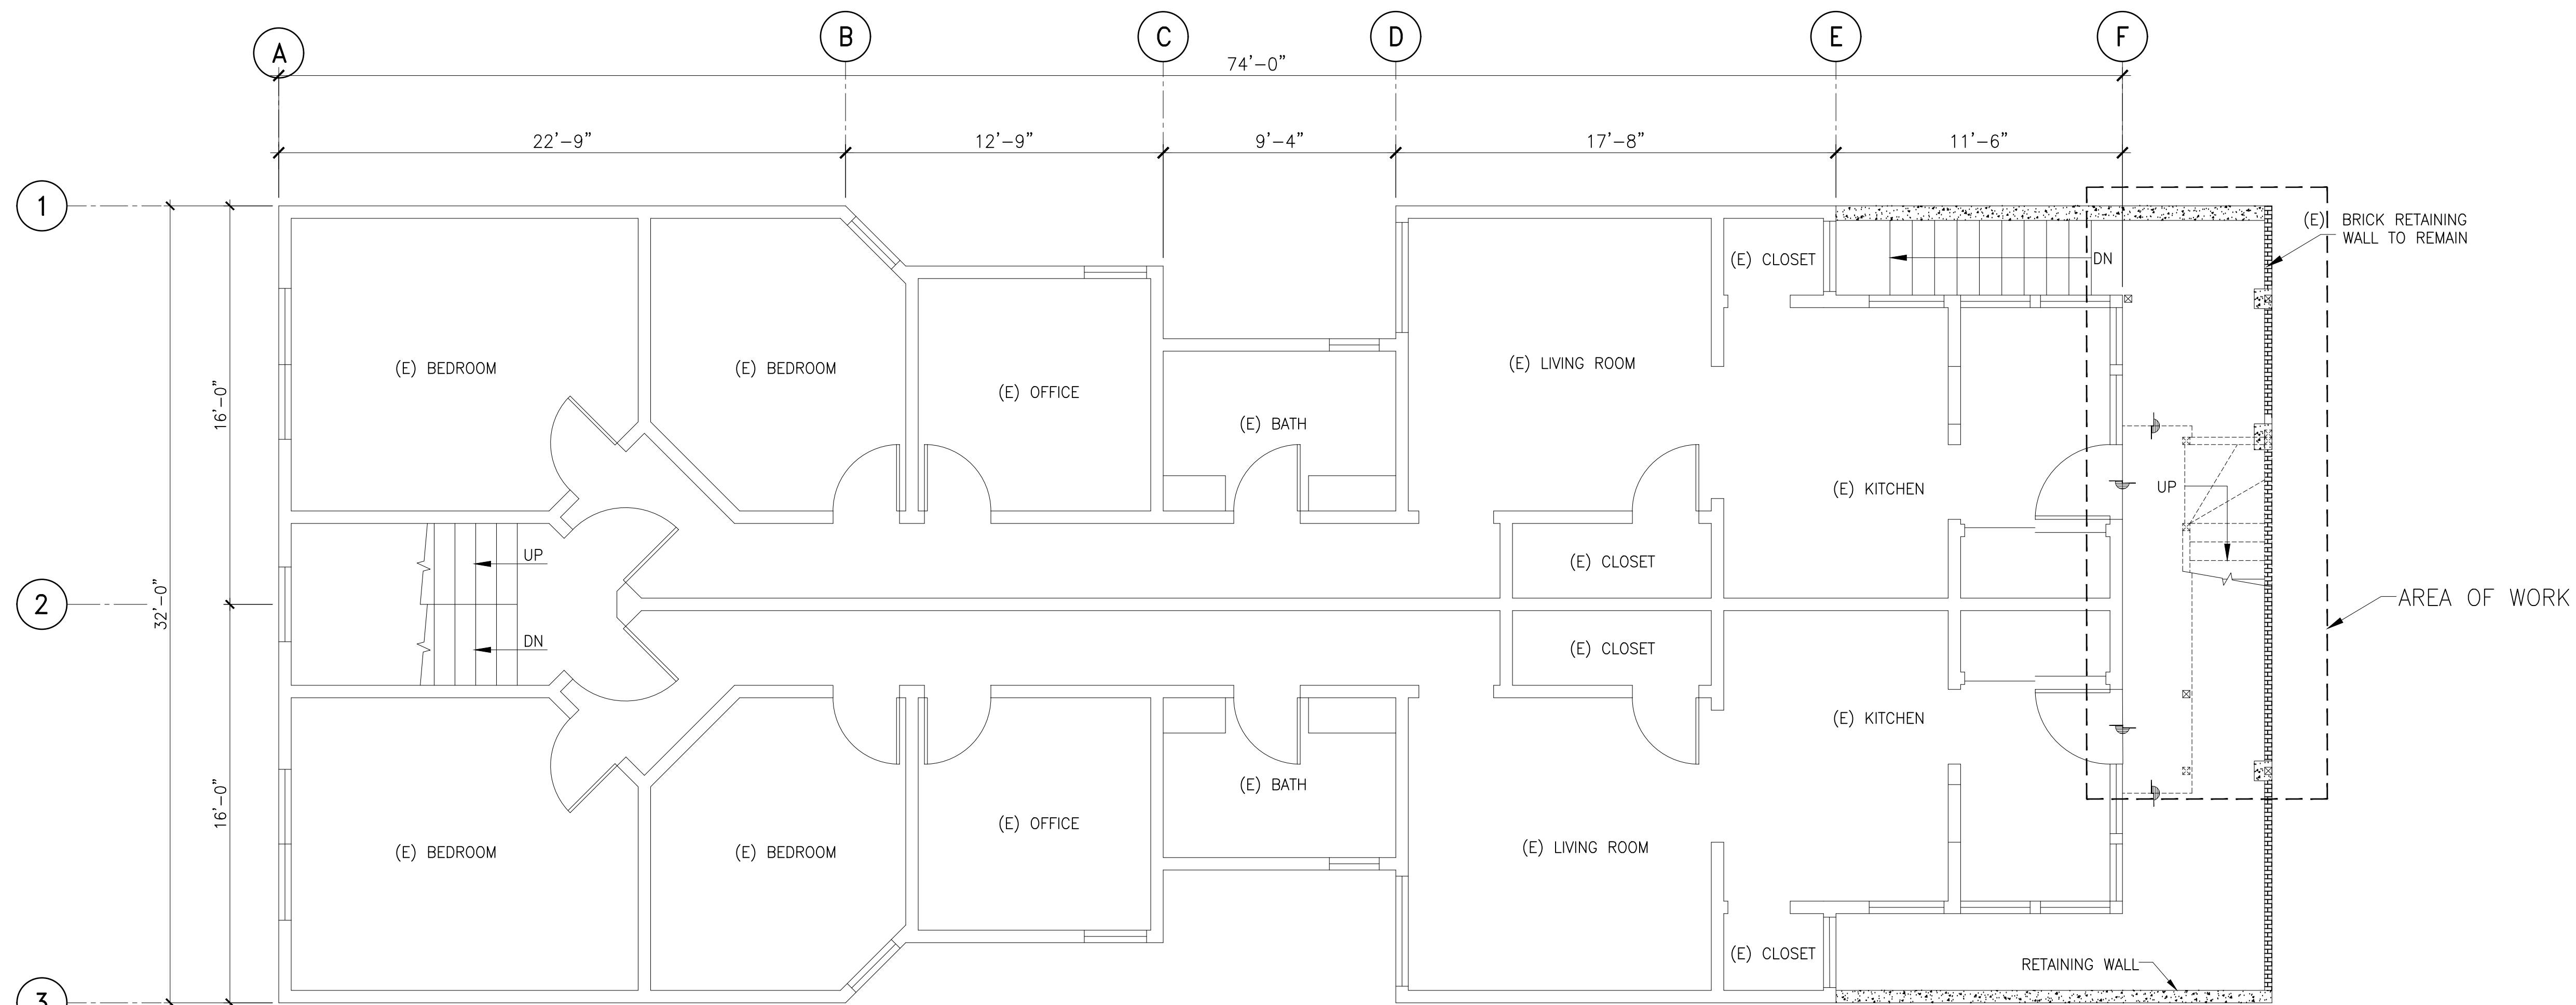 A
B
C
D
E
F
74'-0"
22'-9"
12'-9"
9'-4"
17'-8"
11'-6"
1
(E) BRICK RETAINING
WALL TO REMAIN
(E) CLOSET
DN
(E) BEDROOM
(E) BEDROOM
(E) OFFICE
(E) LIVING ROOM
16'-0"
(E) BATH
(E) KITCHEN
UP
UP
(E) CLOSET
2
32'-0"
AREA OF WORK
DN
(E) CLOSET
(E) KITCHEN
16'-0"
(E) BATH
(E) BEDROOM
(E) BEDROOM
(E) OFFICE
(E) LIVING ROOM
(E) CLOSET
RETAINING WALL
3